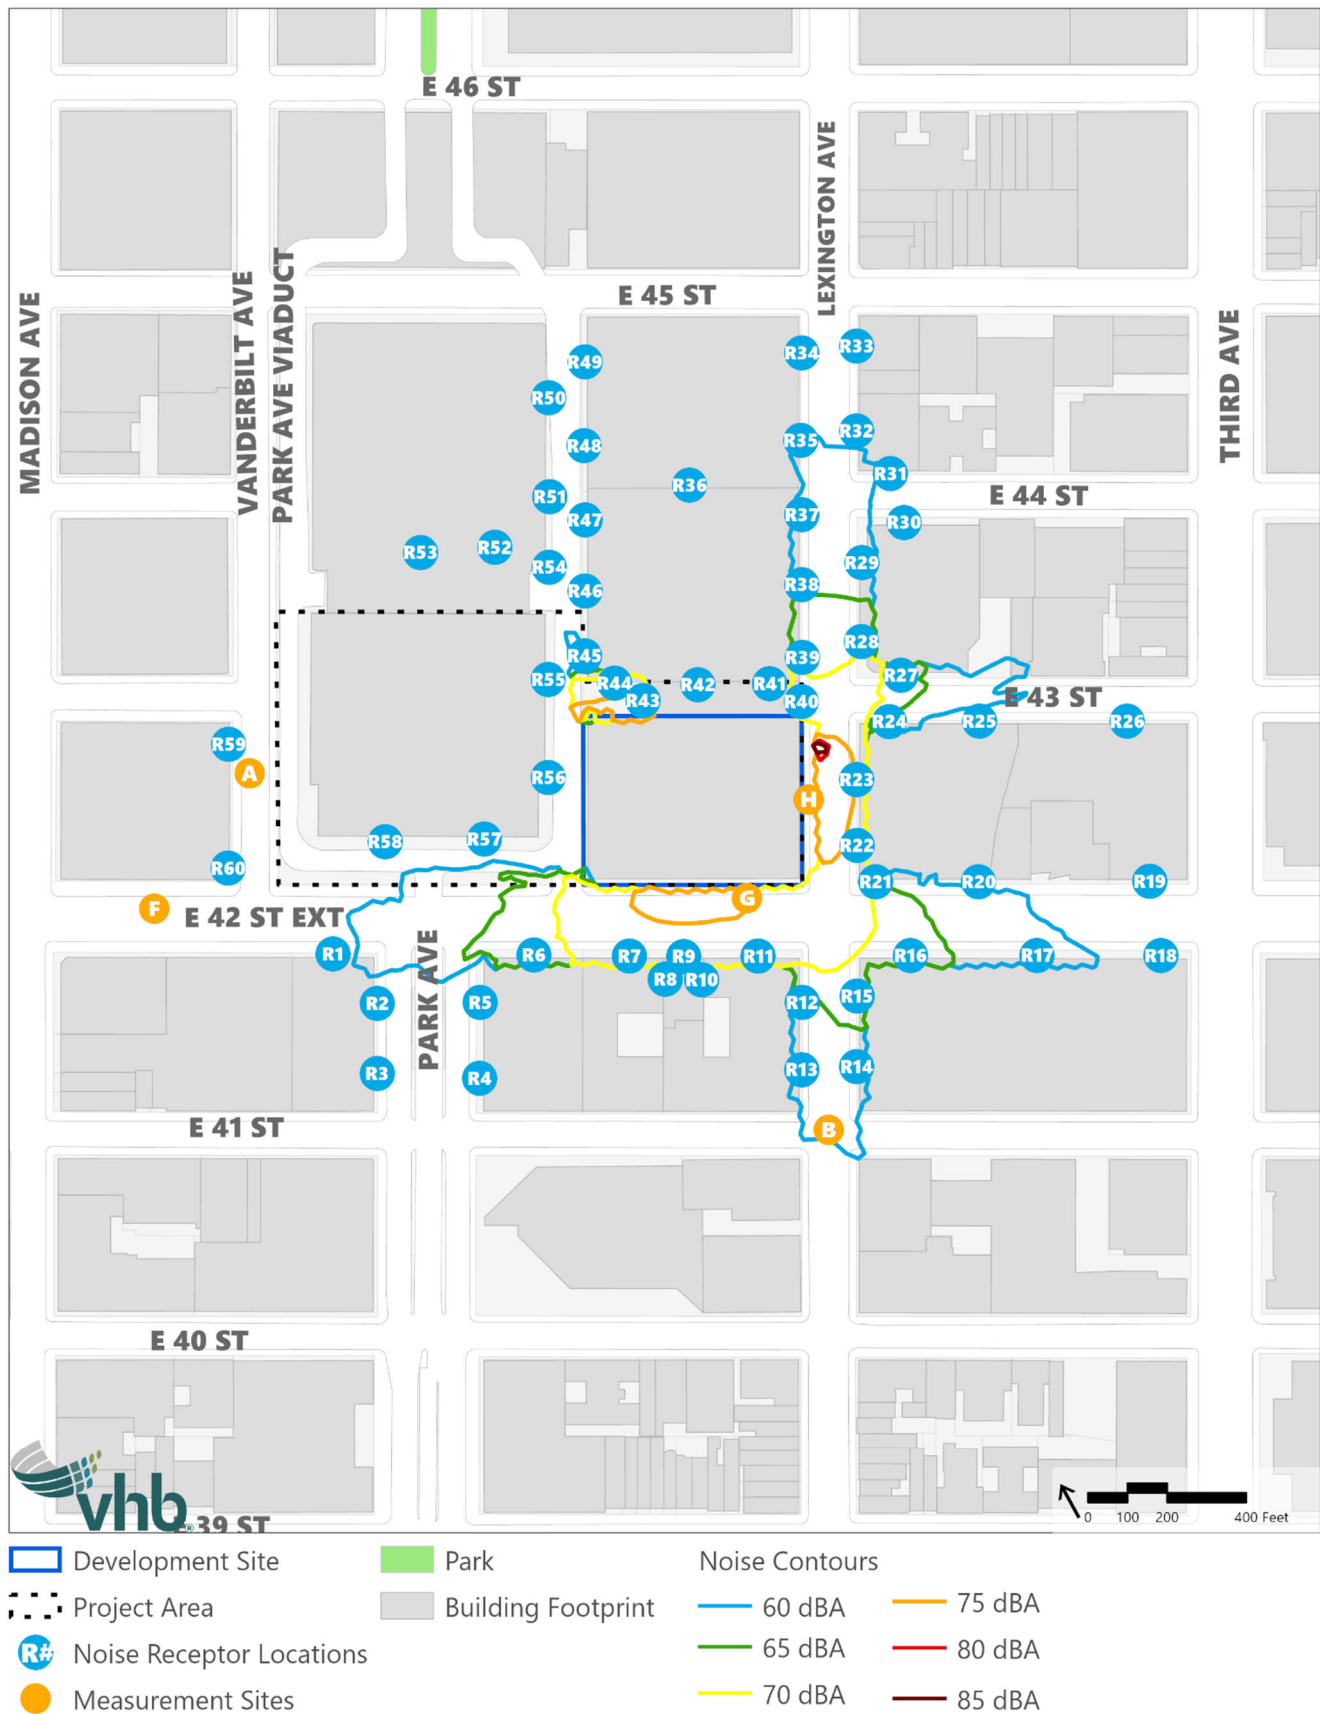 E 46 ST
LEXINGTON AVE
E 45 ST
MADISON AVE
VANDERBILT AVE
PARK AVE VIADUCT
THIRD AVE
R49
R34
R33
R50
R48
R35
R32
R36
R31
R51
R47
R37
E 44 ST
R30
R53
R52
R54
R29
R46
R38
R45
R39
R28
R55
R44
R42
R41
R27
R43
R40
E 43 ST
R24
R25
R26
R59
A
R56
R23
H
R58
R57
R22
R60
R21
R20
R19
F
G
E 42 ST EXT
R1
R6
R7
R9
R11
R16
R17
R18
R8
R10
R2
PARK AVE
R5
R12
R15
R3
R4
R13
R14
E 41 ST
B
E 40 ST
vhb®
E 39 ST
0 100 200 400 Feet
Development Site
Park
Noise Contours
Project Area
Building Footprint
60 dBA
75 dBA
R#
Noise Receptor Locations
65 dBA
80 dBA
Measurement Sites
70 dBA
85 dBA